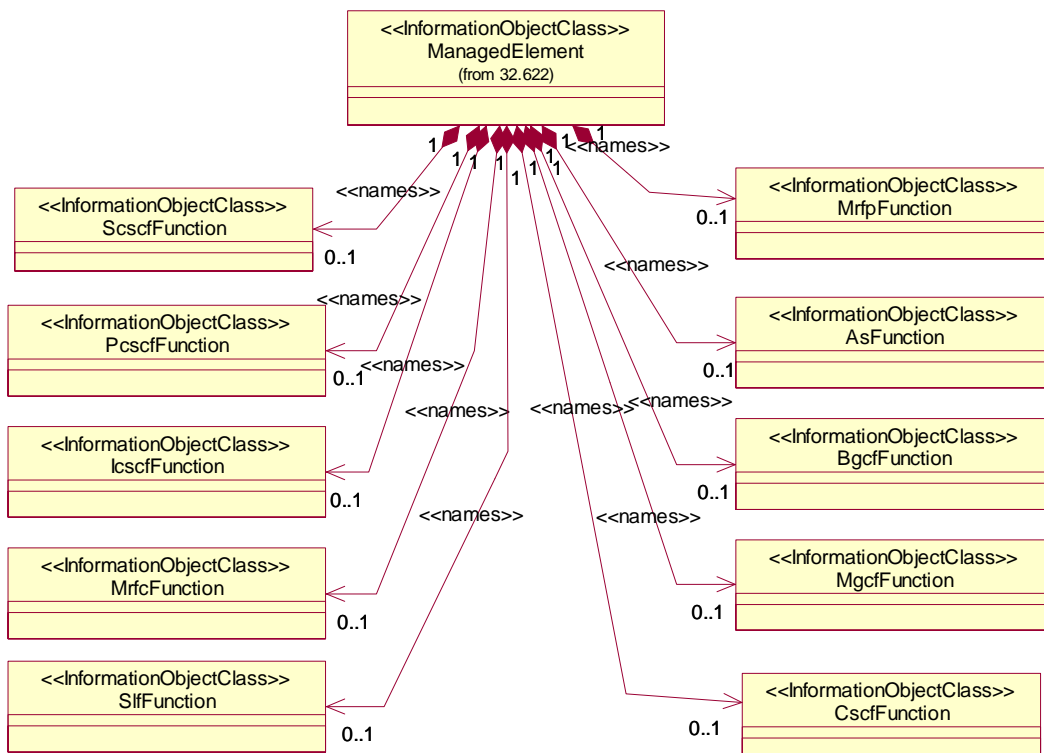 <<InformationObjectClass>>
ManagedElement
(from 32.622)
1
1
1
1
1
1
1
1
1
1
<<names>>
<<names>>
<<InformationObjectClass>>
ScscfFunction
0..1
<<InformationObjectClass>>
MrfpFunction
0..1
<<names>>
<<names>>
<<InformationObjectClass>>
PcscfFunction
0..1
<<InformationObjectClass>>
AsFunction
0..1
<<names>>
<<names>>
<<names>>
<<names>>
<<InformationObjectClass>>
IcscfFunction
0..1
<<InformationObjectClass>>
BgcfFunction
0..1
<<names>>
<<names>>
<<InformationObjectClass>>
MrfcFunction
0..1
<<InformationObjectClass>>
MgcfFunction
0..1
<<InformationObjectClass>>
SlfFunction
0..1
<<InformationObjectClass>>
CscfFunction
0..1